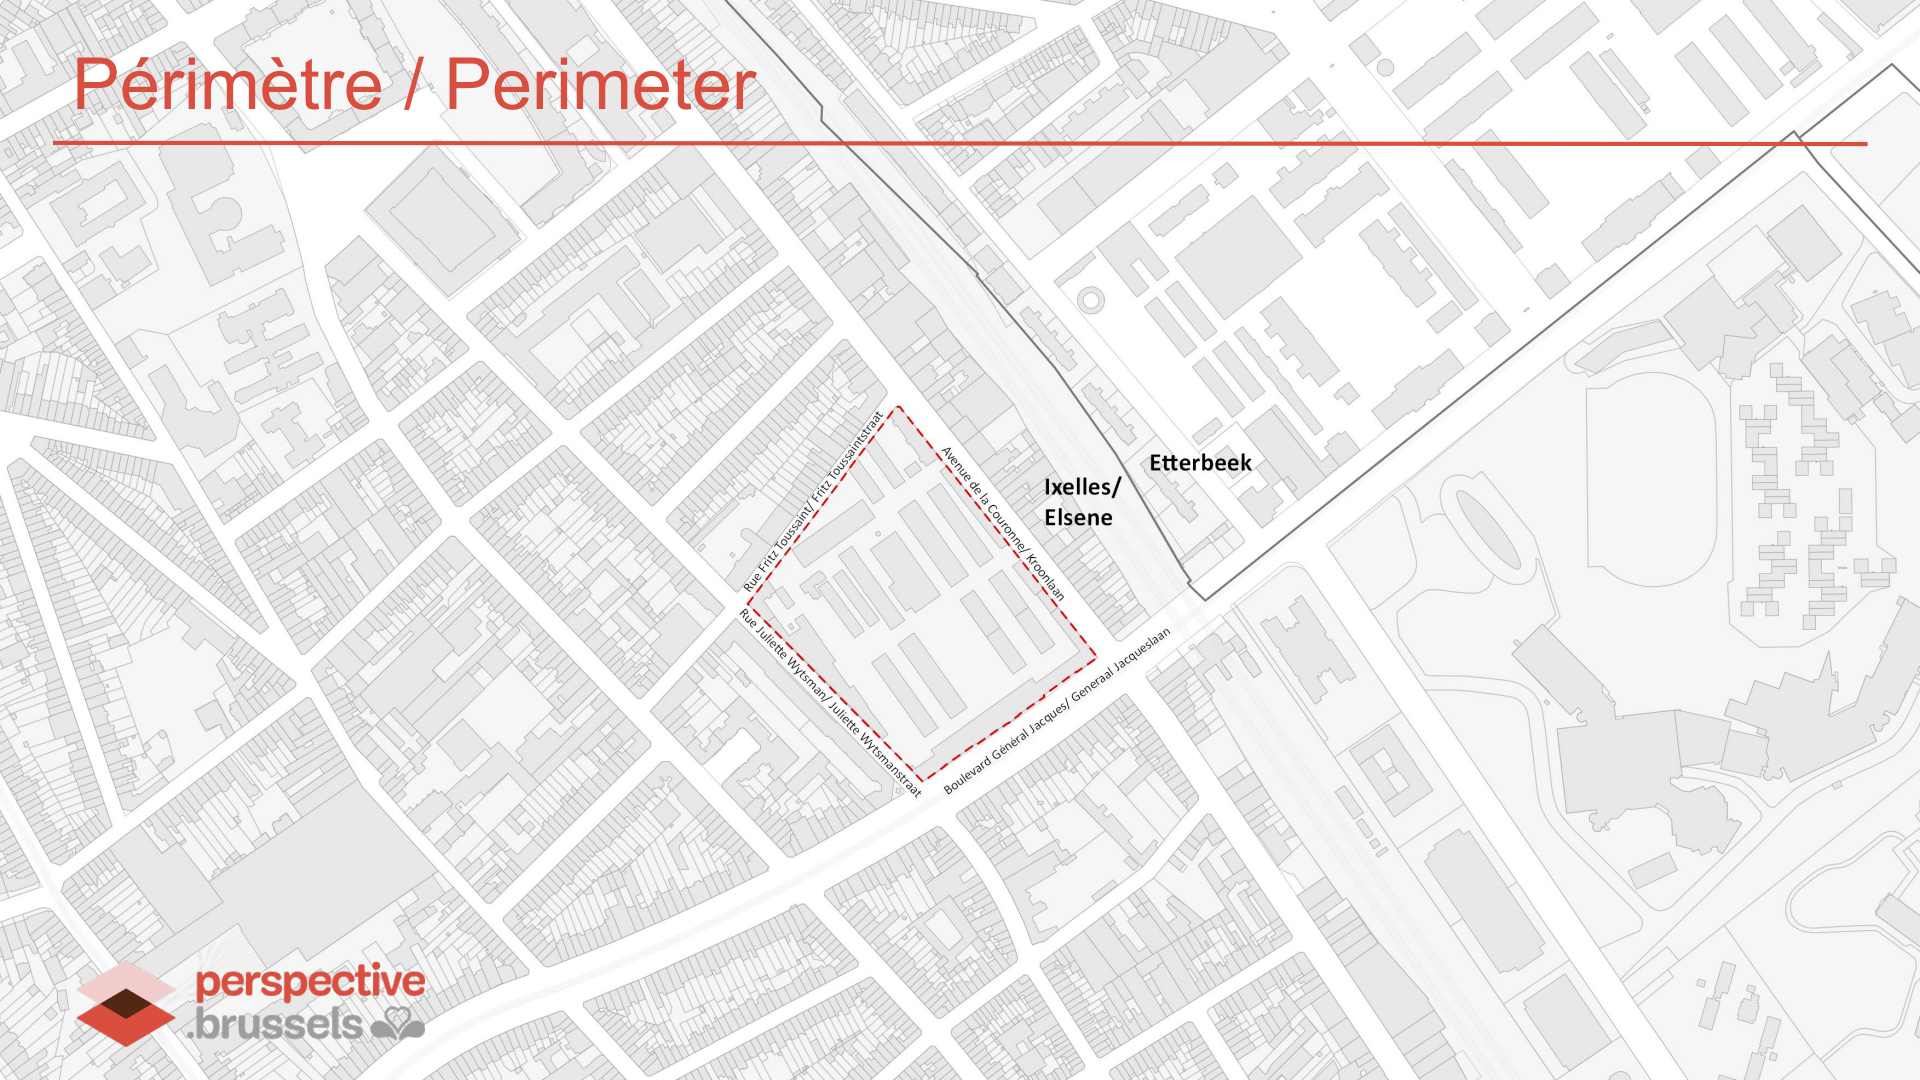 Périmètre / Perimeter
Rue Fritz Toussaint/ Fritz Toussaintstraat
Avenue de la Couronne/ Kroonlaan
Etterbeek
Ixelles/
Elsene
Rue Juliette Wytsman/ Juliette Wytsmanstraat
Boulevard Général Jacques/ Generaal Jacqueslaan
perspective
.brussels